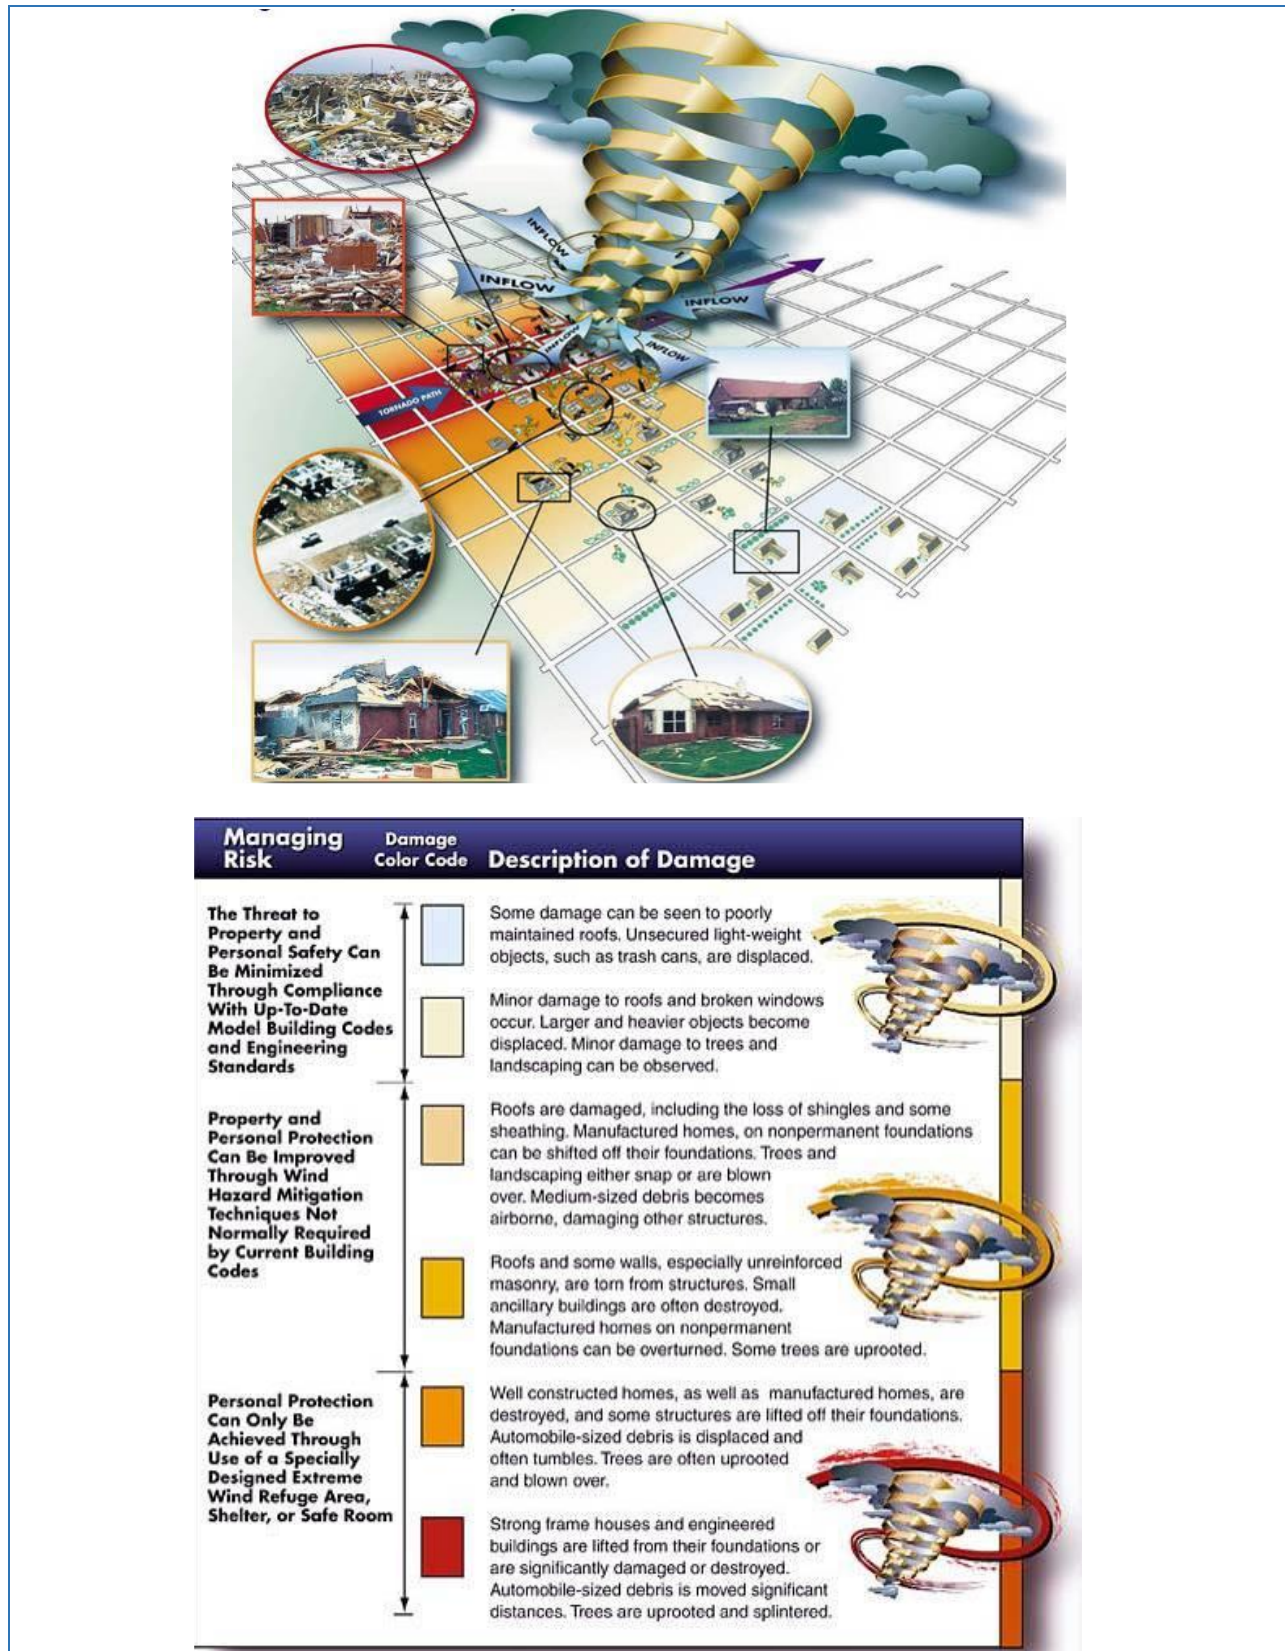 INFLOW
INFLOW
INFLOW
INFLOW
INFLOW
TORNADO PATH
Managing
Risk
Damage
Color Code
Description of Damage
The Threat to
Property and
Personal Safety Can
Be Minimized
Through Compliance
With Up-To-Date
Model Building Codes
and Engineering
Standards
Some damage can be seen to poorly
maintained roofs. Unsecured light-weight
objects, such as trash cans, are displaced.
Minor damage to roofs and broken windows
occur. Larger and heavier objects become
displaced. Minor damage to trees and
landscaping can be observed.
Property and
Personal Protection
Can Be Improved
Through Wind
Hazard Mitigation
Techniques Not
Normally Required
by Current Building
Codes
Roofs are damaged, including the loss of shingles and some
sheathing. Manufactured homes, on nonpermanent foundations
can be shifted off their foundations. Trees and
landscaping either snap or are blown
over. Medium-sized debris becomes
airborne, damaging other structures.
Roofs and some walls, especially unreinforced
masonry, are torn from structures. Small
ancillary buildings are often destroyed.
Manufactured homes on nonpermanent
foundations can be overturned. Some trees are uprooted.
Personal Protection
Can Only Be
Achieved Through
Use of a Specially
Designed Extreme
Wind Refuge Area,
Shelter, or Safe Room
Well constructed homes, as well as manufactured homes, are
destroyed, and some structures are lifted off their foundations.
Automobile-sized debris is displaced and
often tumbles. Trees are often uprooted
and blown over.
Strong frame houses and engineered
buildings are lifted from their foundations or
are significantly damaged or destroyed.
Automobile-sized debris is moved significant
distances. Trees are uprooted and splintered.